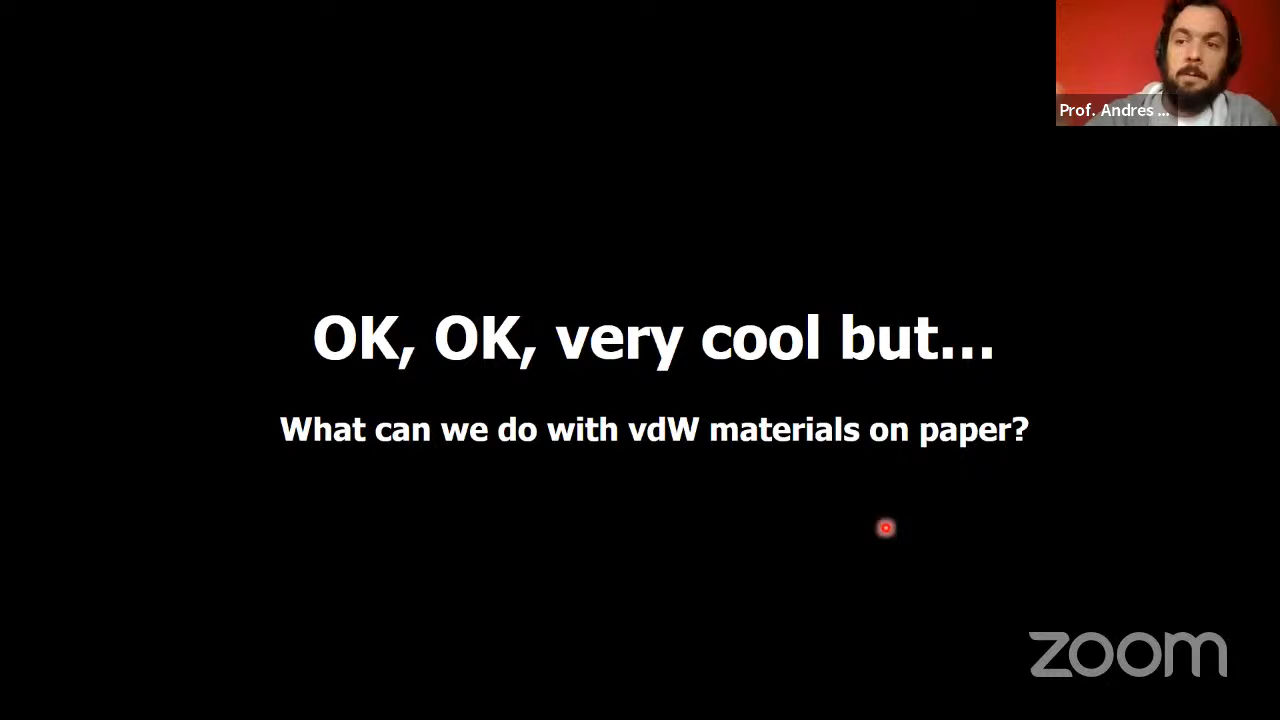 Prof. Andres ...
OK, OK, very cool but...
What can we do with vdW materials on paper?
zoom